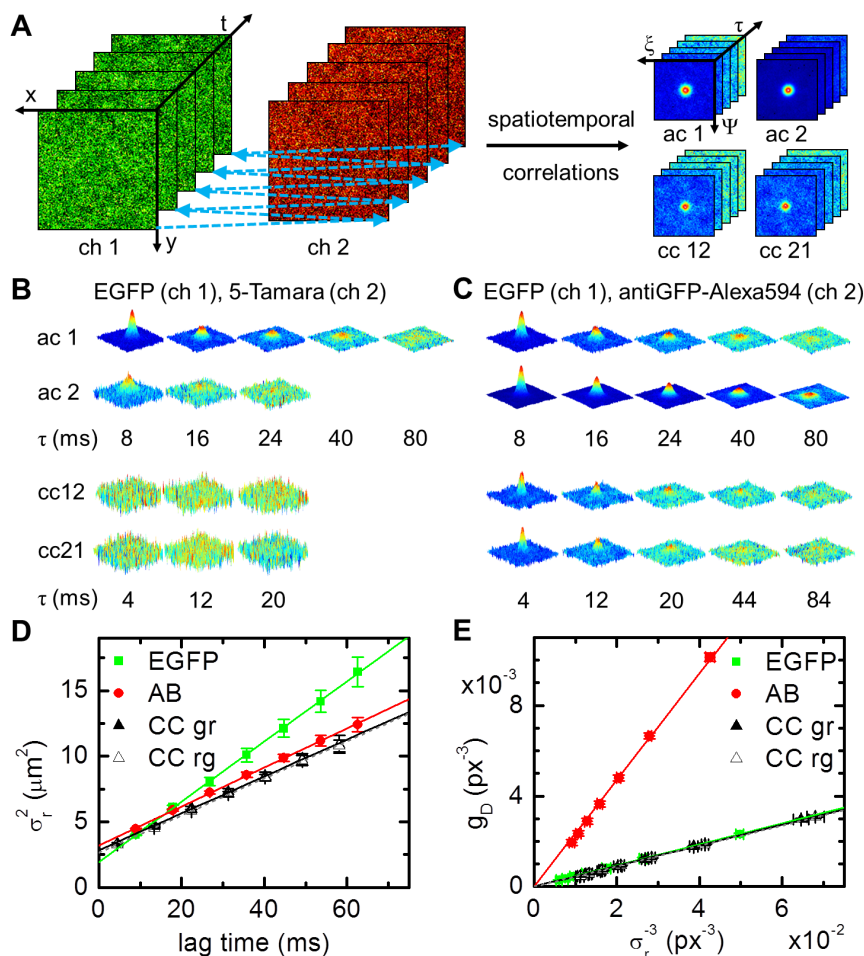 A
t
x
y
ch 1
ch 2
spatiotemporal
correlations
ξ
τ
Ψ
ac 1
ac 2
cc 12
cc 21
B
EGFP (ch 1), 5-Tamara (ch 2)
ac 1
ac 2
τ (ms)
8 16 24 40 80
cc12
cc21
τ (ms)
4 12 20
C
EGFP (ch 1), antiGFP-Alexa594 (ch 2)
8 16 24 40 80
4 12 20 44 84
D
EGFP
AB
CC gr
CC rg
σr² (μm²)
15
10
5
0
0 20 40 60
lag time (ms)
E
EGFP
AB
CC gr
CC rg
x10⁻³
g_D (px⁻³)
8
4
0
0 2 4 6
σr⁻³ (px⁻³)
x10⁻²